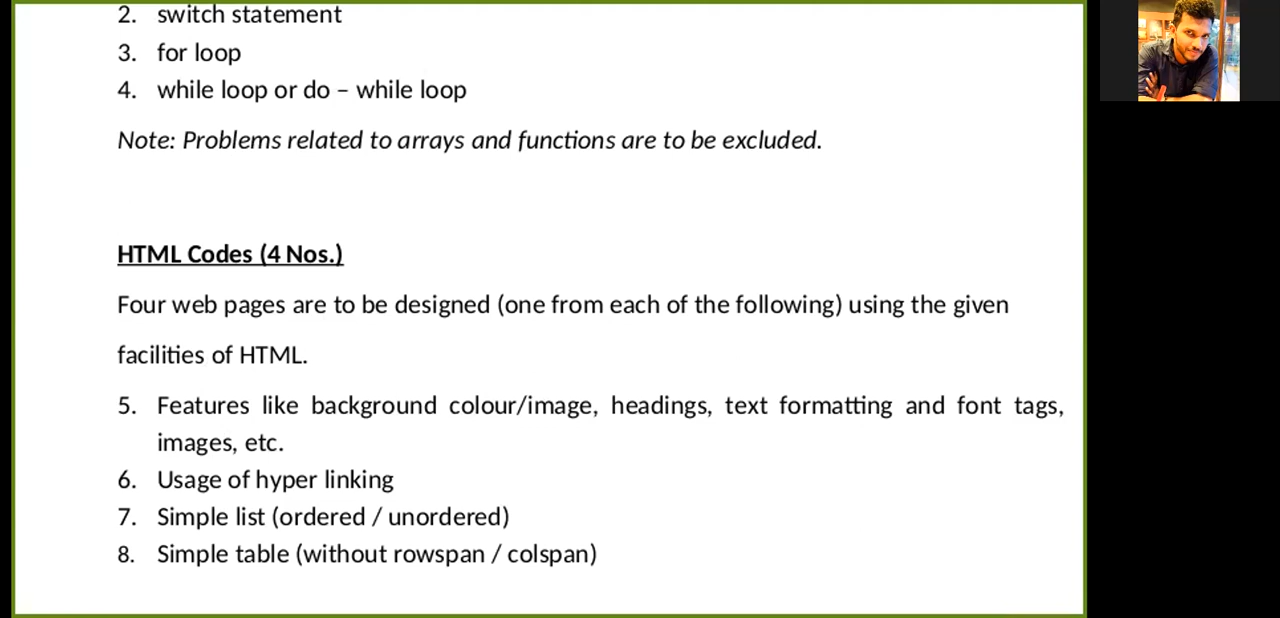 2. switch statement
3. for loop
4. while loop or do – while loop
Note: Problems related to arrays and functions are to be excluded.
HTML Codes (4 Nos.)
Four web pages are to be designed (one from each of the following) using the given
facilities of HTML.
5. Features like background colour/image, headings, text formatting and font tags,
images, etc.
6. Usage of hyper linking
7. Simple list (ordered / unordered)
8. Simple table (without rowspan / colspan)